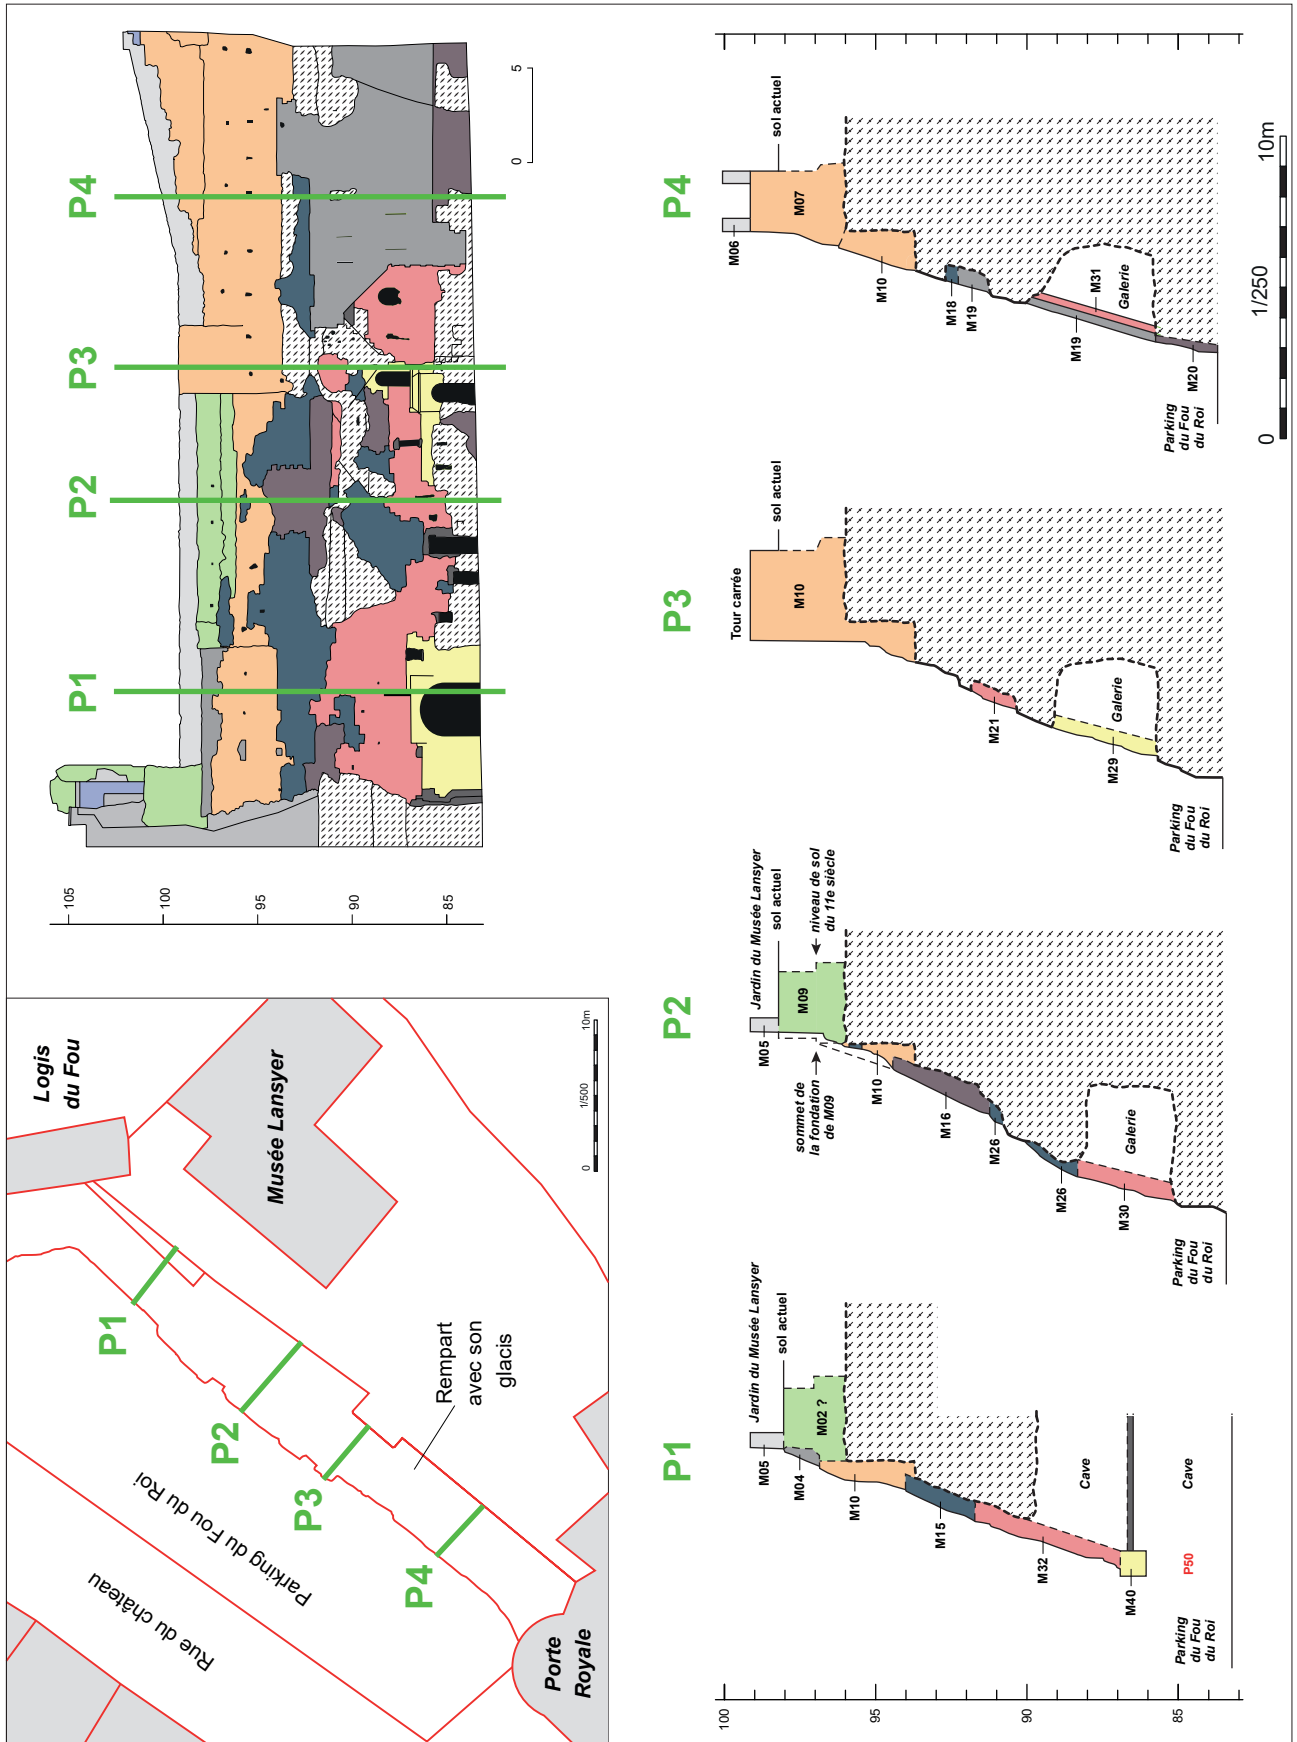 Logis
du Fou
Musée Lansyer
0
1/500
10m
P1
P2
P3
P4
Rempart
avec son
glacis
Parking du Fou du Roi
Rue du château
Porte
Royale
105
100
95
90
85
P1
P2
P3
P4
0
5
P1
Jardin du Musée Lansyer
sol actuel
M05
M04
M02 ?
M10
M15
M32
M40
Cave
Cave
P50
Parking
du Fou
du Roi
100
95
90
85
P2
Jardin du Musée Lansyer
sol actuel
niveau de sol
du 11e siècle
M05
M09
sommet de
la fondation
de M09
M10
M16
M26
M26
M30
Galerie
Parking
du Fou
du Roi
P3
Tour carrée
sol actuel
M10
M21
M29
Galerie
Parking
du Fou
du Roi
P4
sol actuel
M06
M07
M10
M18
M19
M31
Galerie
M19
M20
Parking
du Fou
du Roi
0
1/250
10m